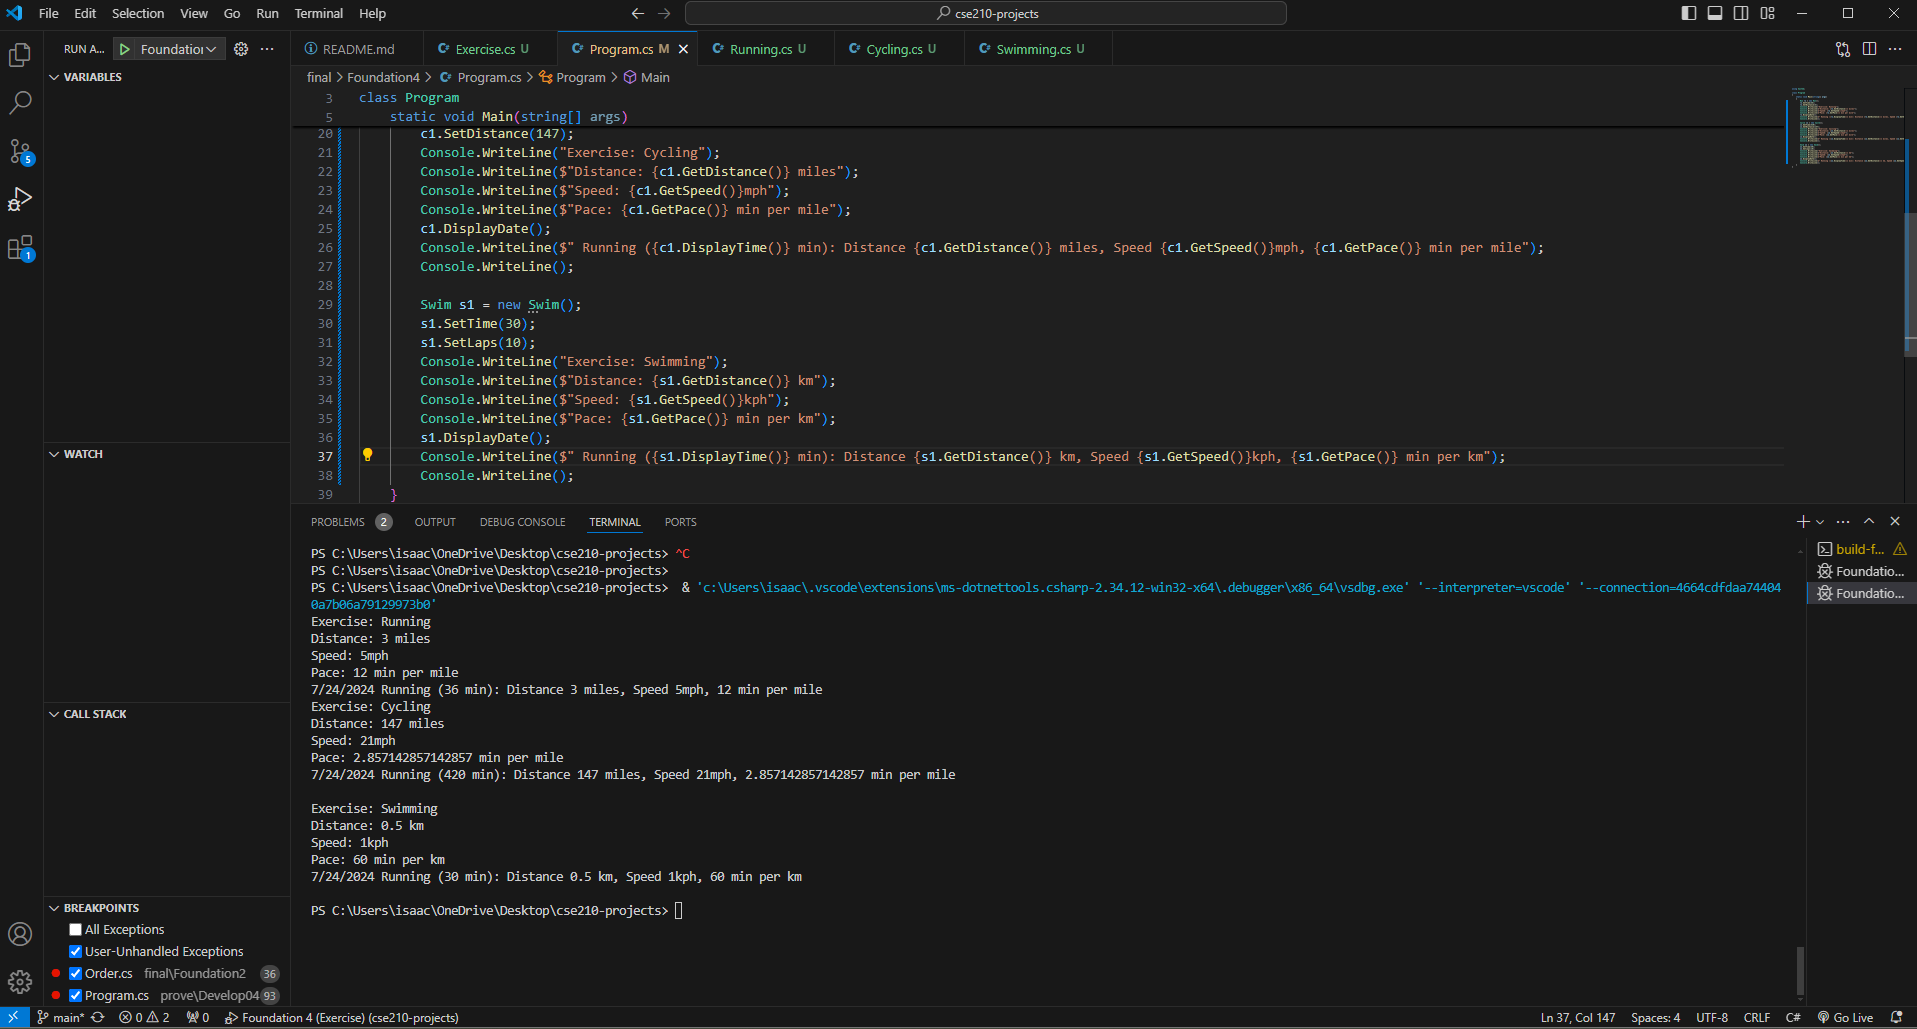 File Edit Selection View Go Run Terminal Help
cse210-projects
RUN A... Foundatior
README.md
Exercise.cs U
Program.cs M
Running.cs U
Cycling.cs U
Swimming.cs U
VARIABLES
final > Foundation4 > Program.cs > Program > Main
3 class Program
5 static void Main(string[] args)
20 c1.SetDistance(147);
21 Console.WriteLine("Exercise: Cycling");
22 Console.WriteLine($"Distance: {c1.GetDistance()} miles");
23 Console.WriteLine($"Speed: {c1.GetSpeed()}mph");
24 Console.WriteLine($"Pace: {c1.GetPace()} min per mile");
25 c1.DisplayDate();
26 Console.WriteLine($" Running ({c1.DisplayTime()} min): Distance {c1.GetDistance()} miles, Speed {c1.GetSpeed()}mph, {c1.GetPace()} min per mile");
27 Console.WriteLine();
28
29 Swim s1 = new Swim();
30 s1.SetTime(30);
31 s1.SetLaps(10);
32 Console.WriteLine("Exercise: Swimming");
33 Console.WriteLine($"Distance: {s1.GetDistance()} km");
34 Console.WriteLine($"Speed: {s1.GetSpeed()}kph");
35 Console.WriteLine($"Pace: {s1.GetPace()} min per km");
36 s1.DisplayDate();
37 Console.WriteLine($" Running ({s1.DisplayTime()} min): Distance {s1.GetDistance()} km, Speed {s1.GetSpeed()}kph, {s1.GetPace()} min per km");
38 Console.WriteLine();
39 }
5
1
WATCH
CALL STACK
BREAKPOINTS
All Exceptions
User-Unhandled Exceptions
Order.cs final\Foundation2 36
Program.cs prove\Develop04 93
PROBLEMS 2 OUTPUT DEBUG CONSOLE TERMINAL PORTS
PS C:\Users\isaac\OneDrive\Desktop\cse210-projects> ^C
PS C:\Users\isaac\OneDrive\Desktop\cse210-projects>
PS C:\Users\isaac\OneDrive\Desktop\cse210-projects> & 'c:\Users\isaac\.vscode\extensions\ms-dotnettools.csharp-2.34.12-win32-x64\.debugger\x86_64\vsdbg.exe' '--interpreter=vscode' '--connection=4664cdfdaa74404
0a7b06a79129973b0'
Exercise: Running
Distance: 3 miles
Speed: 5mph
Pace: 12 min per mile
7/24/2024 Running (36 min): Distance 3 miles, Speed 5mph, 12 min per mile
Exercise: Cycling
Distance: 147 miles
Speed: 21mph
Pace: 2.857142857142857 min per mile
7/24/2024 Running (420 min): Distance 147 miles, Speed 21mph, 2.857142857142857 min per mile
Exercise: Swimming
Distance: 0.5 km
Speed: 1kph
Pace: 60 min per km
7/24/2024 Running (30 min): Distance 0.5 km, Speed 1kph, 60 min per km
PS C:\Users\isaac\OneDrive\Desktop\cse210-projects>
build-f...
Foundatio...
Foundatio...
main* 0 2 0 Foundation 4 (Exercise) (cse210-projects)
Ln 37, Col 147 Spaces: 4 UTF-8 CRLF C# Go Live